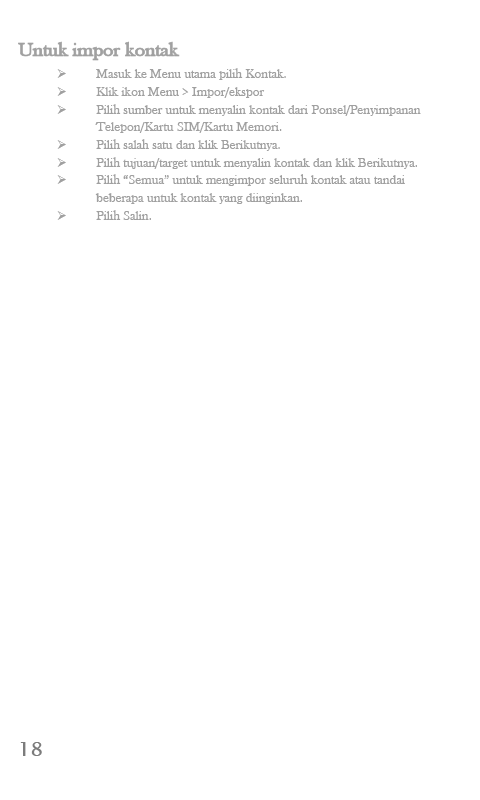 Untuk impor kontak
➢ Masuk ke Menu utama pilih Kontak.
➢ Klik ikon Menu > Impor/ekspor
➢ Pilih sumber untuk menyalin kontak dari Ponsel/Penyimpanan
Telepon/Kartu SIM/Kartu Memori.
➢ Pilih salah satu dan klik Berikutnya.
➢ Pilih tujuan/target untuk menyalin kontak dan klik Berikutnya.
➢ Pilih “Semua” untuk mengimpor seluruh kontak atau tandai
beberapa untuk kontak yang diinginkan.
➢ Pilih Salin.
18